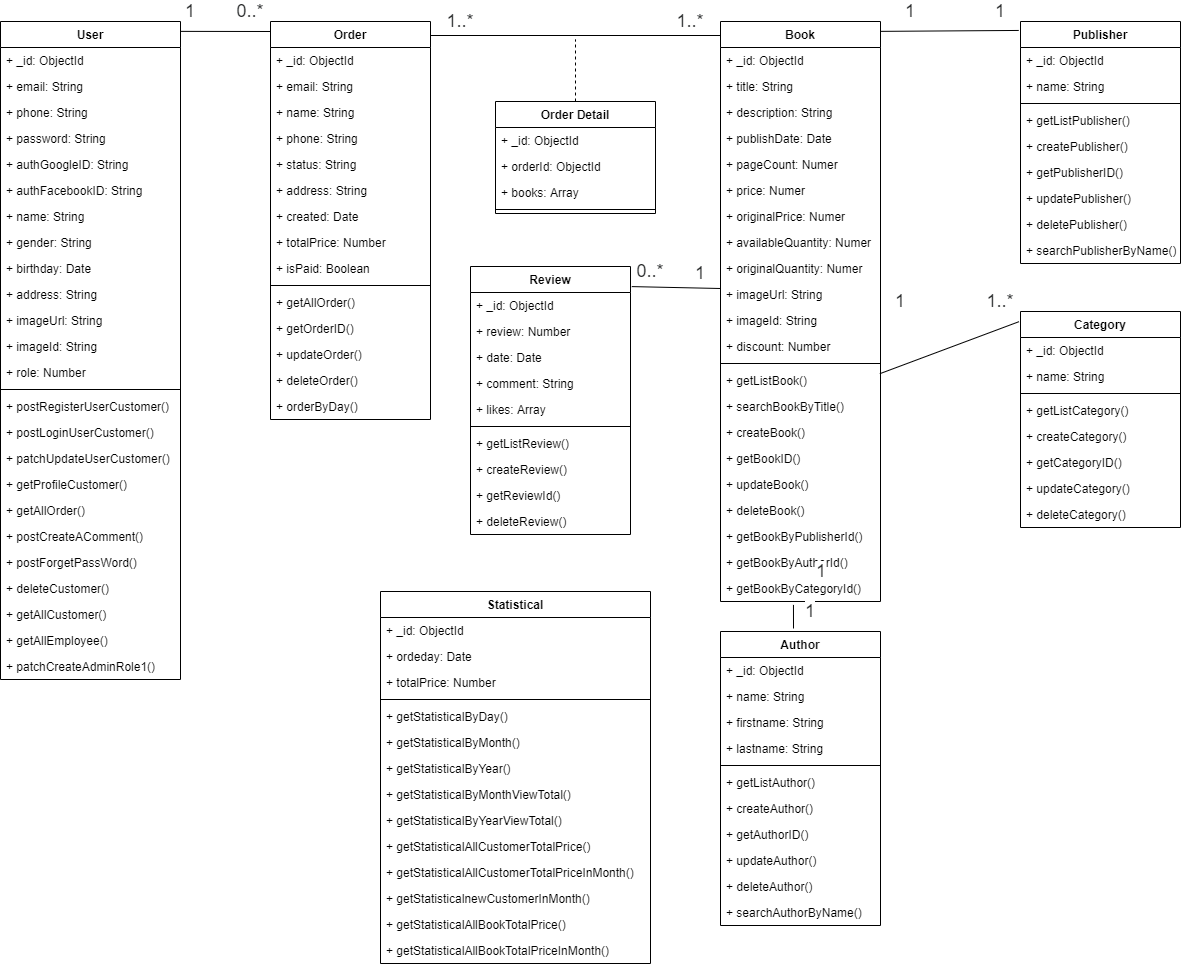 1
0..*
1..*
1..*
1
1
User
+ _id: ObjectId
+ email: String
+ phone: String
+ password: String
+ authGoogleID: String
+ authFacebookID: String
+ name: String
+ gender: String
+ birthday: Date
+ address: String
+ imageUrl: String
+ imageId: String
+ role: Number
+ postRegisterUserCustomer()
+ postLoginUserCustomer()
+ patchUpdateUserCustomer()
+ getProfileCustomer()
+ getAllOrder()
+ postCreateAComment()
+ postForgetPassWord()
+ deleteCustomer()
+ getAllCustomer()
+ getAllEmployee()
+ patchCreateAdminRole1()
Order
+ _id: ObjectId
+ email: String
+ name: String
+ phone: String
+ status: String
+ address: String
+ created: Date
+ totalPrice: Number
+ isPaid: Boolean
+ getAllOrder()
+ getOrderID()
+ updateOrder()
+ deleteOrder()
+ orderByDay()
Order Detail
+ _id: ObjectId
+ orderId: ObjectId
+ books: Array
Review
+ _id: ObjectId
+ review: Number
+ date: Date
+ comment: String
+ likes: Array
+ getListReview()
+ createReview()
+ getReviewId()
+ deleteReview()
0..*
1
Statistical
+ _id: ObjectId
+ ordeday: Date
+ totalPrice: Number
+ getStatisticalByDay()
+ getStatisticalByMonth()
+ getStatisticalByYear()
+ getStatisticalByMonthViewTotal()
+ getStatisticalByYearViewTotal()
+ getStatisticalAllCustomerTotalPrice()
+ getStatisticalAllCustomerTotalPriceInMonth()
+ getStatisticalnewCustomerInMonth()
+ getStatisticalAllBookTotalPrice()
+ getStatisticalAllBookTotalPriceInMonth()
Book
+ _id: ObjectId
+ title: String
+ description: String
+ publishDate: Date
+ pageCount: Numer
+ price: Numer
+ originalPrice: Numer
+ availableQuantity: Numer
+ originalQuantity: Numer
+ imageUrl: String
+ imageId: String
+ discount: Number
+ getListBook()
+ searchBookByTitle()
+ createBook()
+ getBookID()
+ updateBook()
+ deleteBook()
+ getBookByPublisherId()
+ getBookByAuthorId()
1
+ getBookByCategoryId()
1
Author
+ _id: ObjectId
+ name: String
+ firstname: String
+ lastname: String
+ getListAuthor()
+ createAuthor()
+ getAuthorID()
+ updateAuthor()
+ deleteAuthor()
+ searchAuthorByName()
Publisher
+ _id: ObjectId
+ name: String
+ getListPublisher()
+ createPublisher()
+ getPublisherID()
+ updatePublisher()
+ deletePublisher()
+ searchPublisherByName()
1
1..*
Category
+ _id: ObjectId
+ name: String
+ getListCategory()
+ createCategory()
+ getCategoryID()
+ updateCategory()
+ deleteCategory()